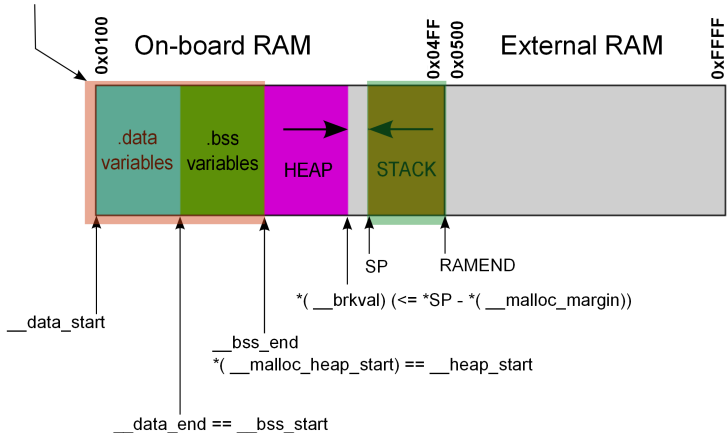 On-board RAM
External RAM
0x0100
0x04FF
0x0500
0xFFFF
.data
variables
.bss
variables
HEAP
STACK
SP
RAMEND
*( __brkval) (<= *SP - *( __malloc_margin))
__data_start
__bss_end
*( __malloc_heap_start) == __heap_start
__data_end == __bss_start